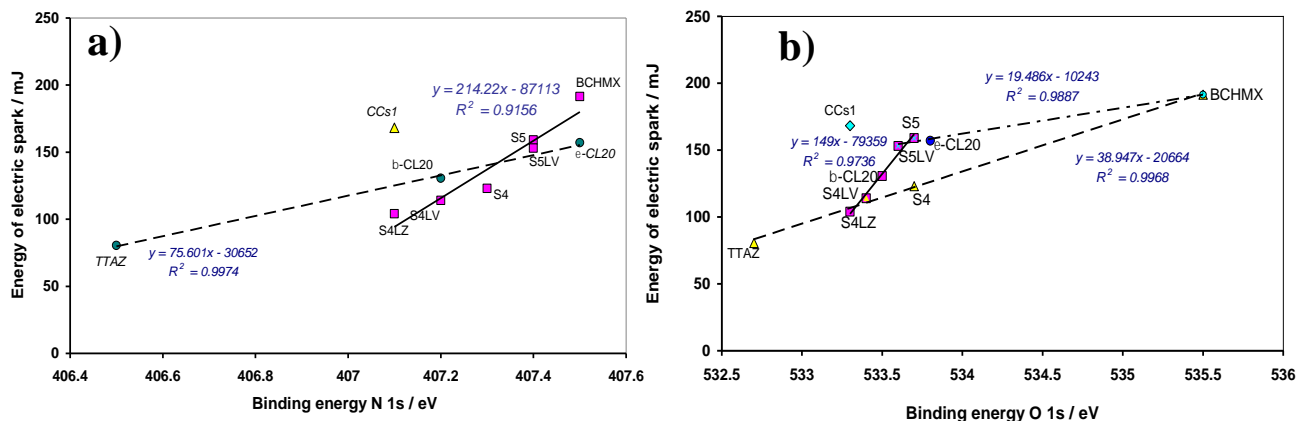 a)
Energy of electric spark / mJ
250
200
150
100
50
0
y = 214.22x - 87113
R² = 0.9156
BCHMX
CCs1
S5
S5LV
e-CL20
b-CL20
S4
S4LV
S4LZ
TTAZ
y = 75.601x - 30652
R² = 0.9974
406.4 406.6 406.8 407 407.2 407.4 407.6
Binding energy N 1s / eV
b)
Energy of electric spark / mJ
250
200
150
100
50
0
y = 19.486x - 10243
R² = 0.9887
BCHMX
CCs1
S5
y = 149x - 79359
R² = 0.9736
e-CL20
S5LV
b-CL20
y = 38.947x - 20664
R² = 0.9968
S4LV
S4
S4LZ
TTAZ
532.5 533 533.5 534 534.5 535 535.5 536
Binding energy O 1s / eV